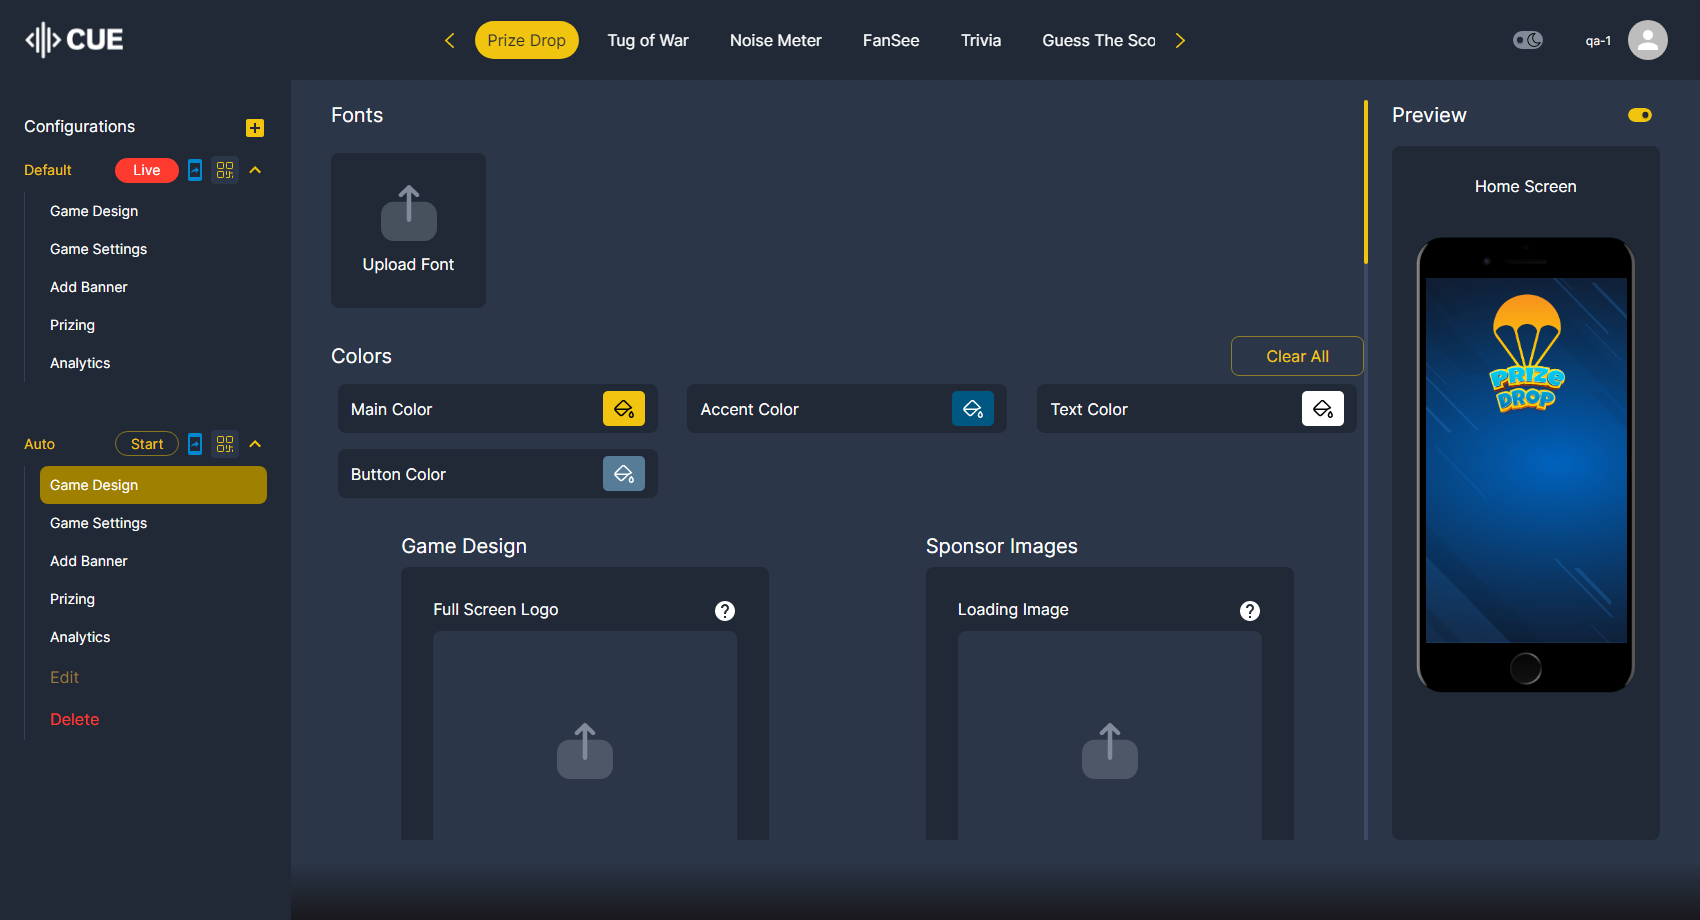 CUE
Prize Drop
Tug of War
Noise Meter
FanSee
Trivia
Guess The Sco
qa-1
Configurations
Default
Live
Game Design
Game Settings
Add Banner
Prizing
Analytics
Auto
Start
Game Design
Game Settings
Add Banner
Prizing
Analytics
Edit
Delete
Fonts
Upload Font
Colors
Clear All
Main Color
Accent Color
Text Color
Button Color
Game Design
Full Screen Logo
?
Sponsor Images
Loading Image
?
Preview
Home Screen
PRIZE
DROP